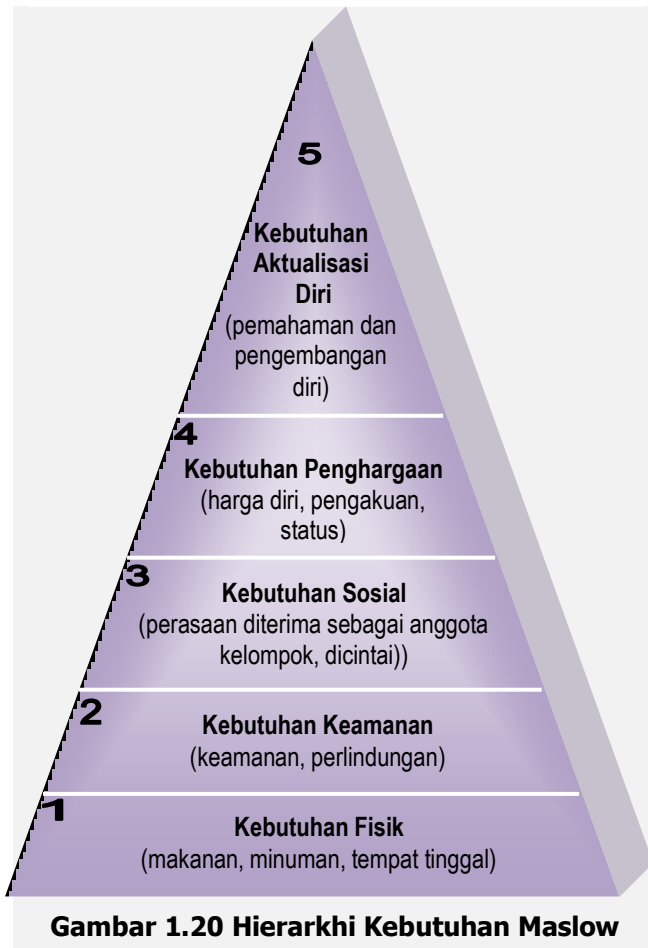 5
Kebutuhan
Aktualisasi
Diri
(pemahaman dan
pengembangan
diri)
4
Kebutuhan Penghargaan
(harga diri, pengakuan,
status)
3
Kebutuhan Sosial
(perasaan diterima sebagai anggota
kelompok, dicintai))
2
Kebutuhan Keamanan
(keamanan, perlindungan)
1
Kebutuhan Fisik
(makanan, minuman, tempat tinggal)
Gambar 1.20 Hierarkhi Kebutuhan Maslow